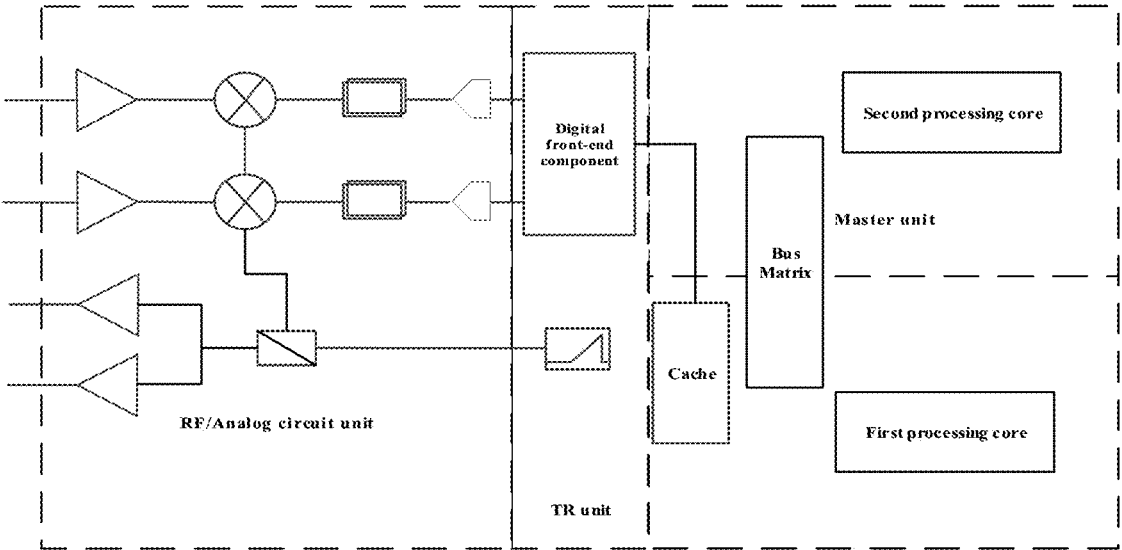 Digital
front-end
component
Second processing core
Master unit
Bus
Matrix
Cache
First processing core
RF/Analog circuit unit
TR unit